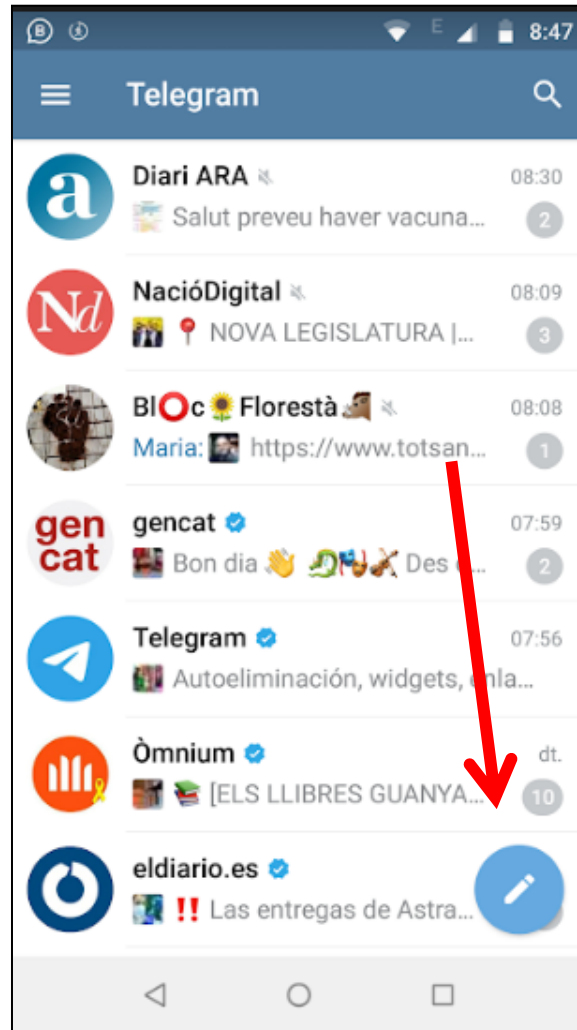 E 8:47
Telegram
a Diari ARA 08:30
Salut preveu haver vacuna... 2
Nd NacióDigital 08:09
📍 NOVA LEGISLATURA |... 3
Bl⭕c🌻Florestà 08:08
Maria: https://www.totsan... 1
gen cat gencat 07:59
Bon dia 👋 🐉🎭🎻 Des d... 2
Telegram 07:56
Autoeliminación, widgets, enla...
Òmnium dt.
📚 [ELS LLIBRES GUANYA... 10
eldiario.es
‼️ Las entregas de Astra...